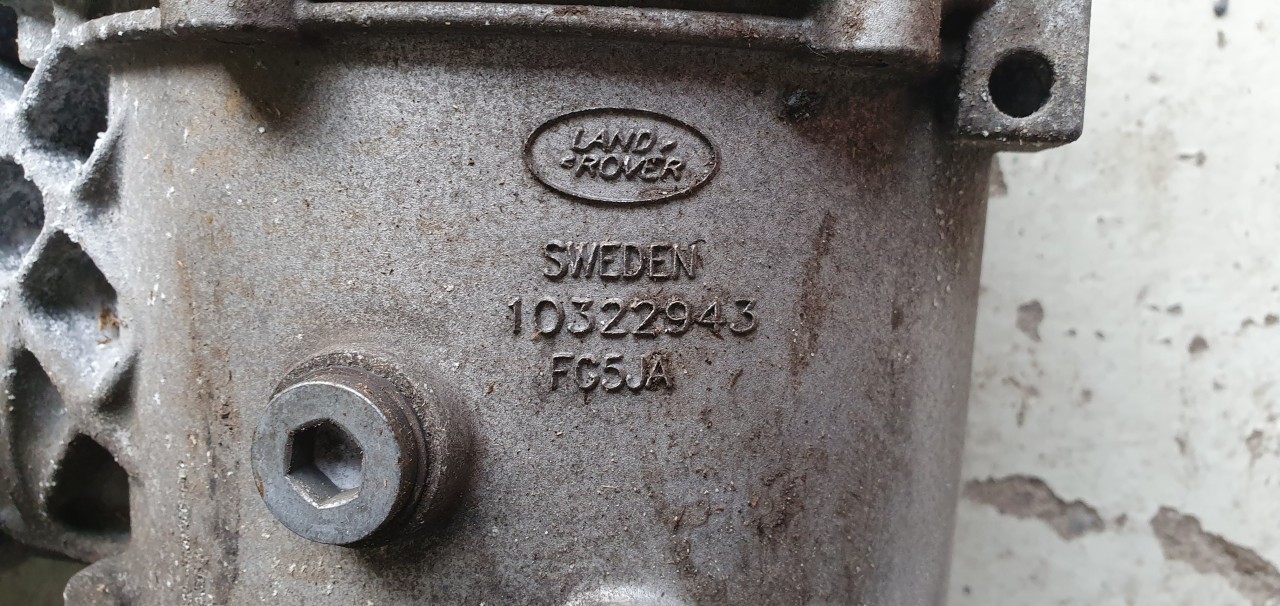 LAND
ROVER
SWEDEN
10322943
FG5JA